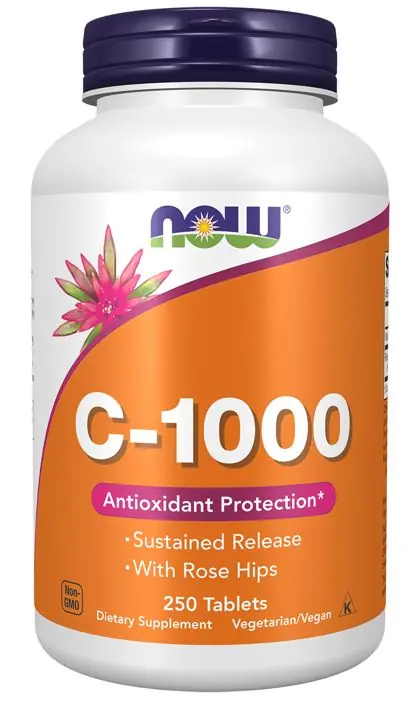 NOW®
C-1000
Antioxidant Protection*
• Sustained Release
• With Rose Hips
250 Tablets
Non-
GMO
Dietary Supplement Vegetarian/Vegan
K